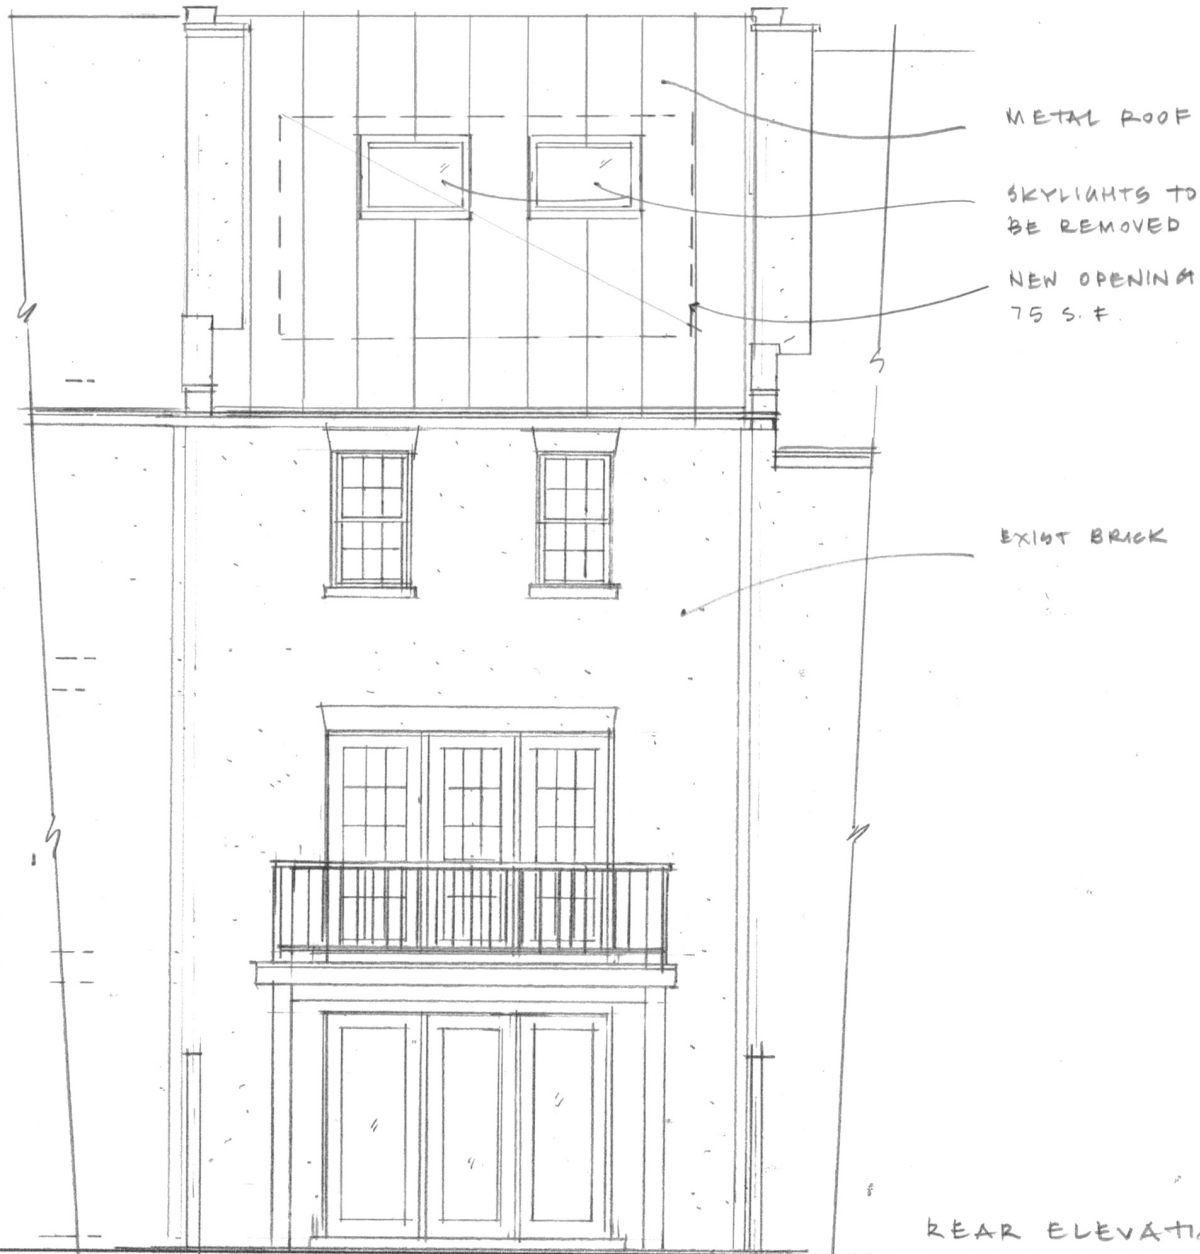 METAL ROOF
SKYLIGHTS TO
BE REMOVED
NEW OPENING
75 S.F.
EXIST BRICK
REAR ELEVATI